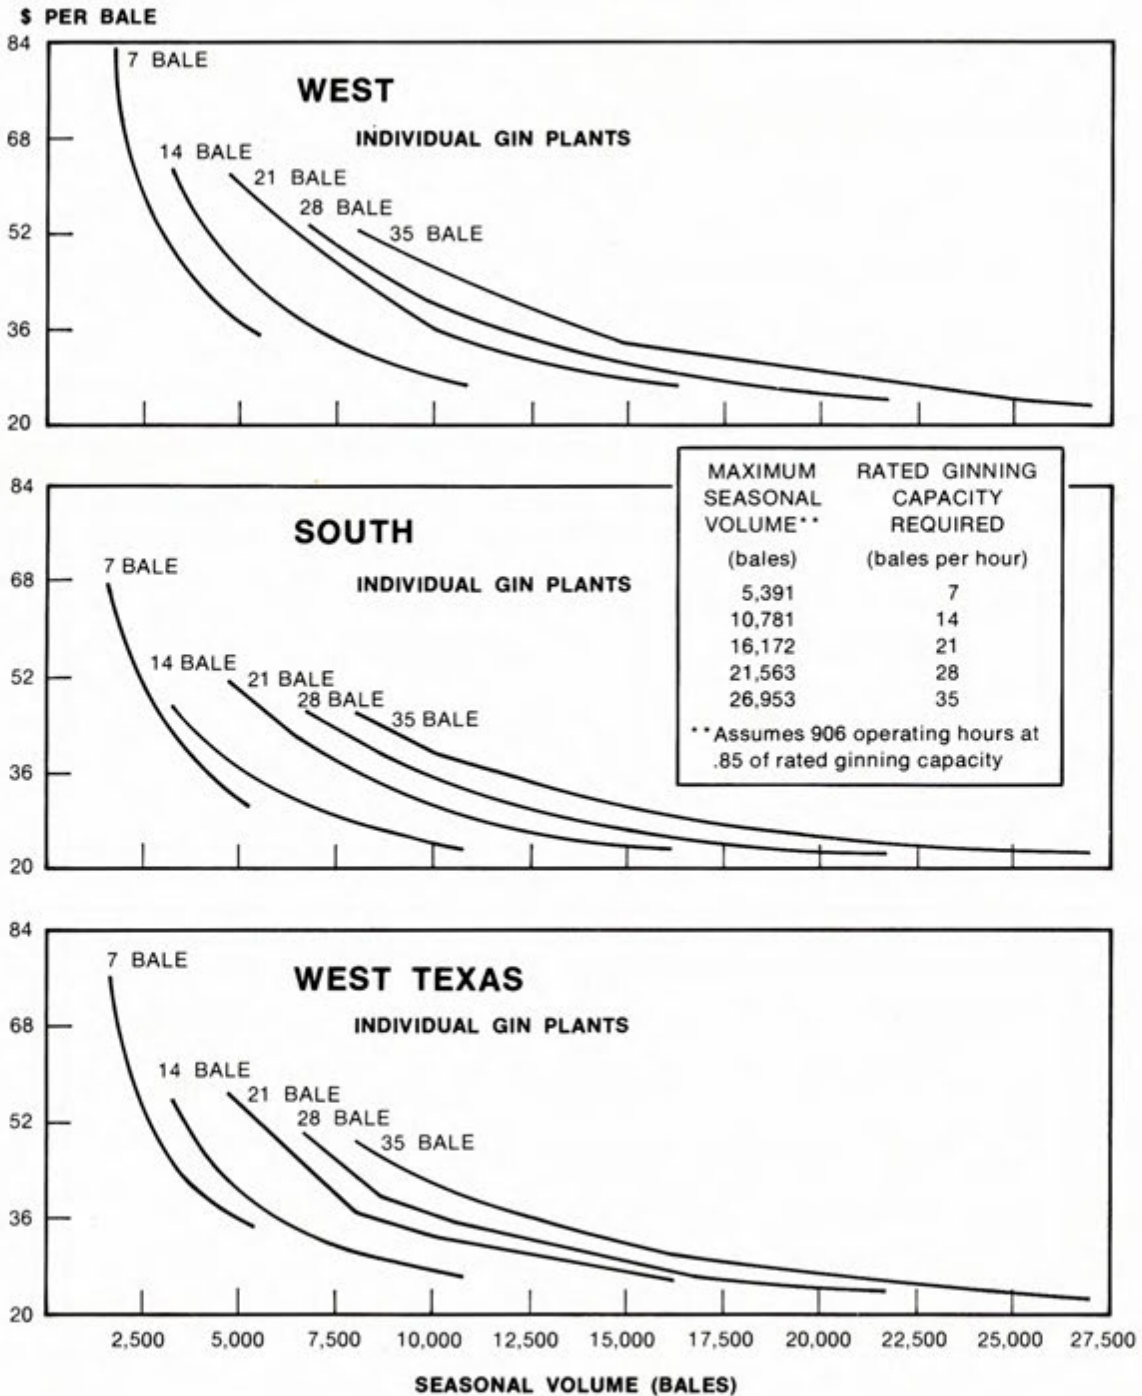 $ PER BALE
84
68
52
36
20
7 BALE
WEST
INDIVIDUAL GIN PLANTS
14 BALE
21 BALE
28 BALE
35 BALE
84
68
52
36
20
SOUTH
7 BALE
INDIVIDUAL GIN PLANTS
14 BALE
21 BALE
28 BALE
35 BALE
MAXIMUM SEASONAL VOLUME**
(bales)
RATED GINNING CAPACITY REQUIRED
(bales per hour)
5,391 7
10,781 14
16,172 21
21,563 28
26,953 35
**Assumes 906 operating hours at
.85 of rated ginning capacity
84
68
52
36
20
7 BALE
WEST TEXAS
INDIVIDUAL GIN PLANTS
14 BALE
21 BALE
28 BALE
35 BALE
2,500 5,000 7,500 10,000 12,500 15,000 17,500 20,000 22,500 25,000 27,500
SEASONAL VOLUME (BALES)